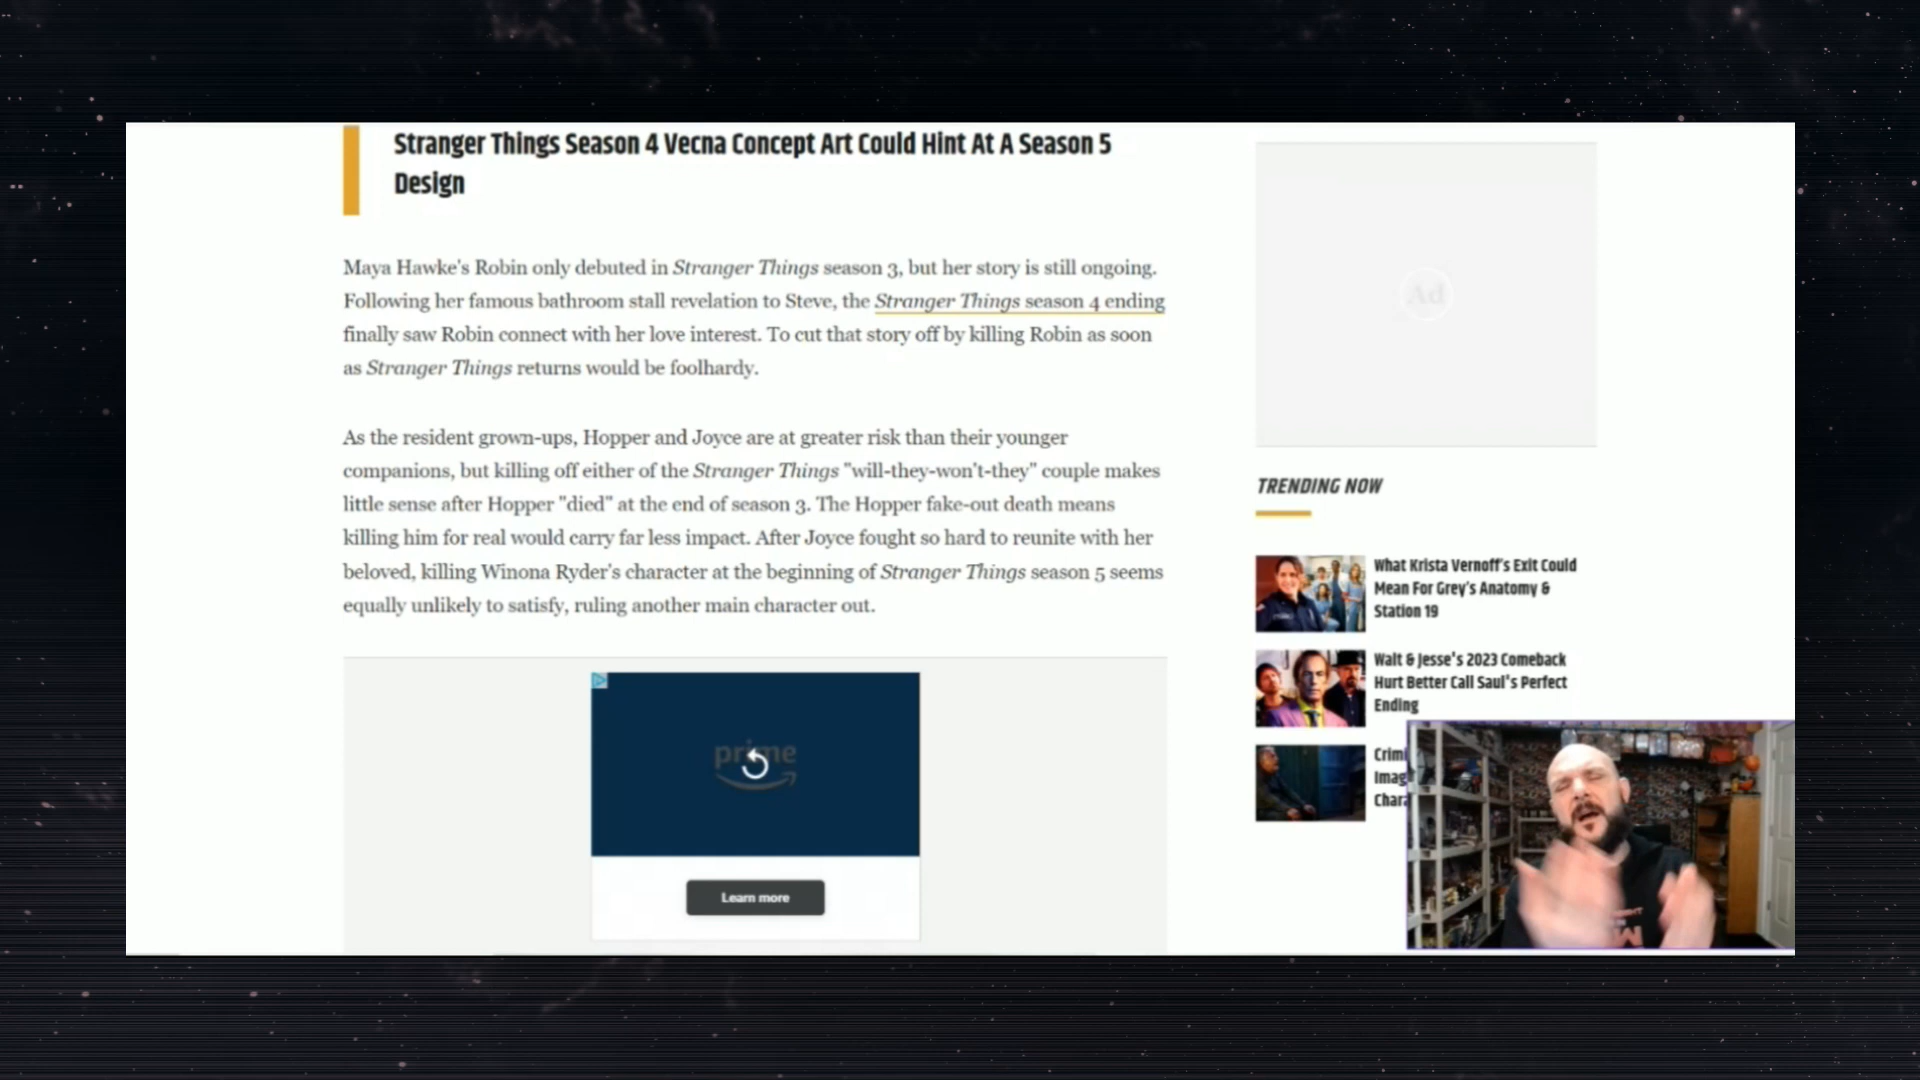 Stranger Things Season 4 Vecna Concept Art Could Hint At A Season 5
Design
Maya Hawke's Robin only debuted in Stranger Things season 3, but her story is still ongoing.
Following her famous bathroom stall revelation to Steve, the Stranger Things season 4 ending
finally saw Robin connect with her love interest. To cut that story off by killing Robin as soon
as Stranger Things returns would be foolhardy.
As the resident grown-ups, Hopper and Joyce are at greater risk than their younger
companions, but killing off either of the Stranger Things "will-they-won't-they" couple makes
little sense after Hopper "died" at the end of season 3. The Hopper fake-out death means
killing him for real would carry far less impact. After Joyce fought so hard to reunite with her
beloved, killing Winona Ryder's character at the beginning of Stranger Things season 5 seems
equally unlikely to satisfy, ruling another main character out.
prime
Learn more
Ad
TRENDING NOW
What Krista Vernoff's Exit Could
Mean For Grey's Anatomy &
Station 19
Walt & Jesse's 2023 Comeback
Hurt Better Call Saul's Perfect
Ending
Crimi
Imag
Chara